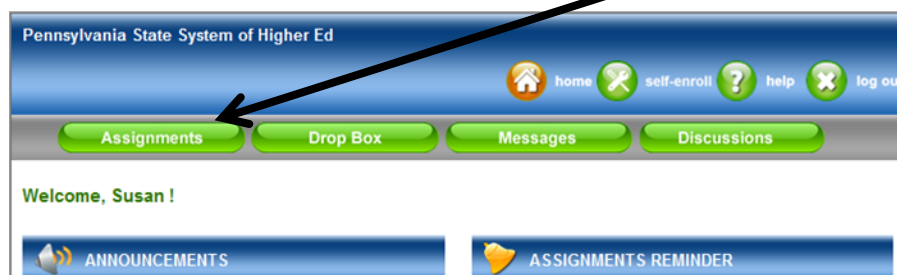 Pennsylvania State System of Higher Ed
home self-enroll help log ou
Assignments Drop Box Messages Discussions
Welcome, Susan !
ANNOUNCEMENTS ASSIGNMENTS REMINDER